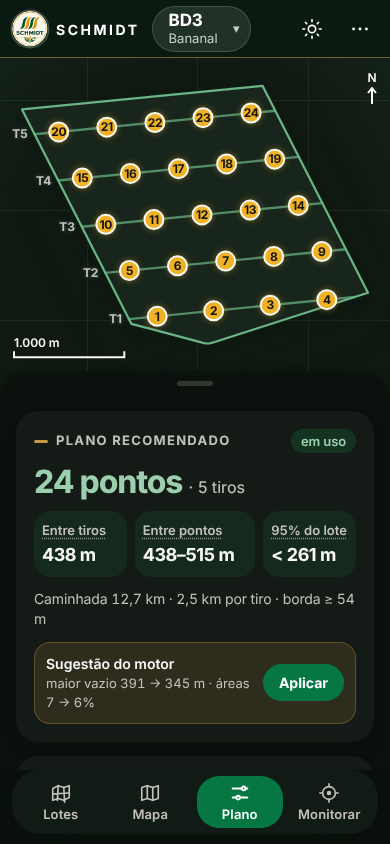 SCHMIDT
SCHMIDT
BD3
Bananal
N
T5
20
21
22
23
24
T4
15
16
17
18
19
T3
10
11
12
13
14
T2
5
6
7
8
9
T1
1
2
3
4
1.000 m
PLANO RECOMENDADO
em uso
24 pontos · 5 tiros
Entre tiros
438 m
Entre pontos
438–515 m
95% do lote
< 261 m
Caminhada 12,7 km · 2,5 km por tiro · borda ≥ 54
m
Sugestão do motor
maior vazio 391 → 345 m · áreas
7 → 6%
Aplicar
Lotes
Mapa
Plano
Monitorar